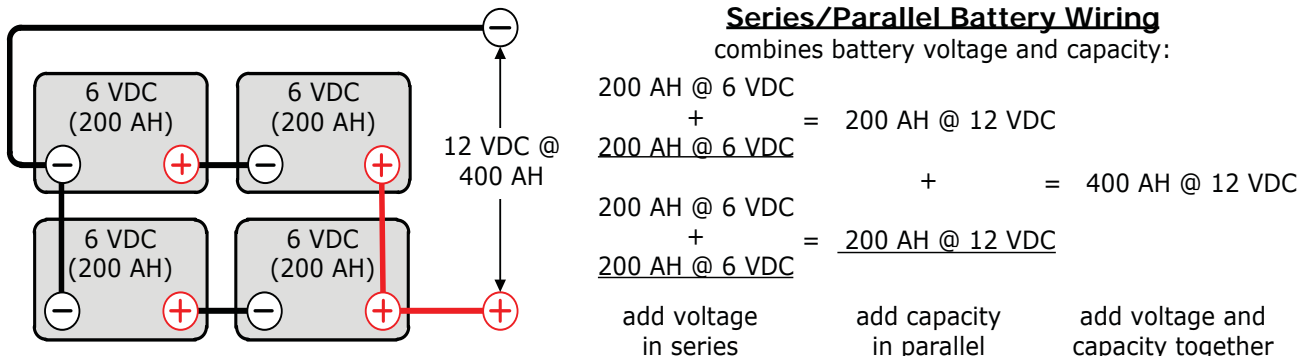 6 VDC
(200 AH)
6 VDC
(200 AH)
− + − +
6 VDC
(200 AH)
6 VDC
(200 AH)
− + − +
−
12 VDC @
400 AH
+
Series/Parallel Battery Wiring
combines battery voltage and capacity:
200 AH @ 6 VDC
+ = 200 AH @ 12 VDC
200 AH @ 6 VDC
+ = 400 AH @ 12 VDC
200 AH @ 6 VDC
+ = 200 AH @ 12 VDC
200 AH @ 6 VDC
add voltage
in series
add capacity
in parallel
add voltage and
capacity together